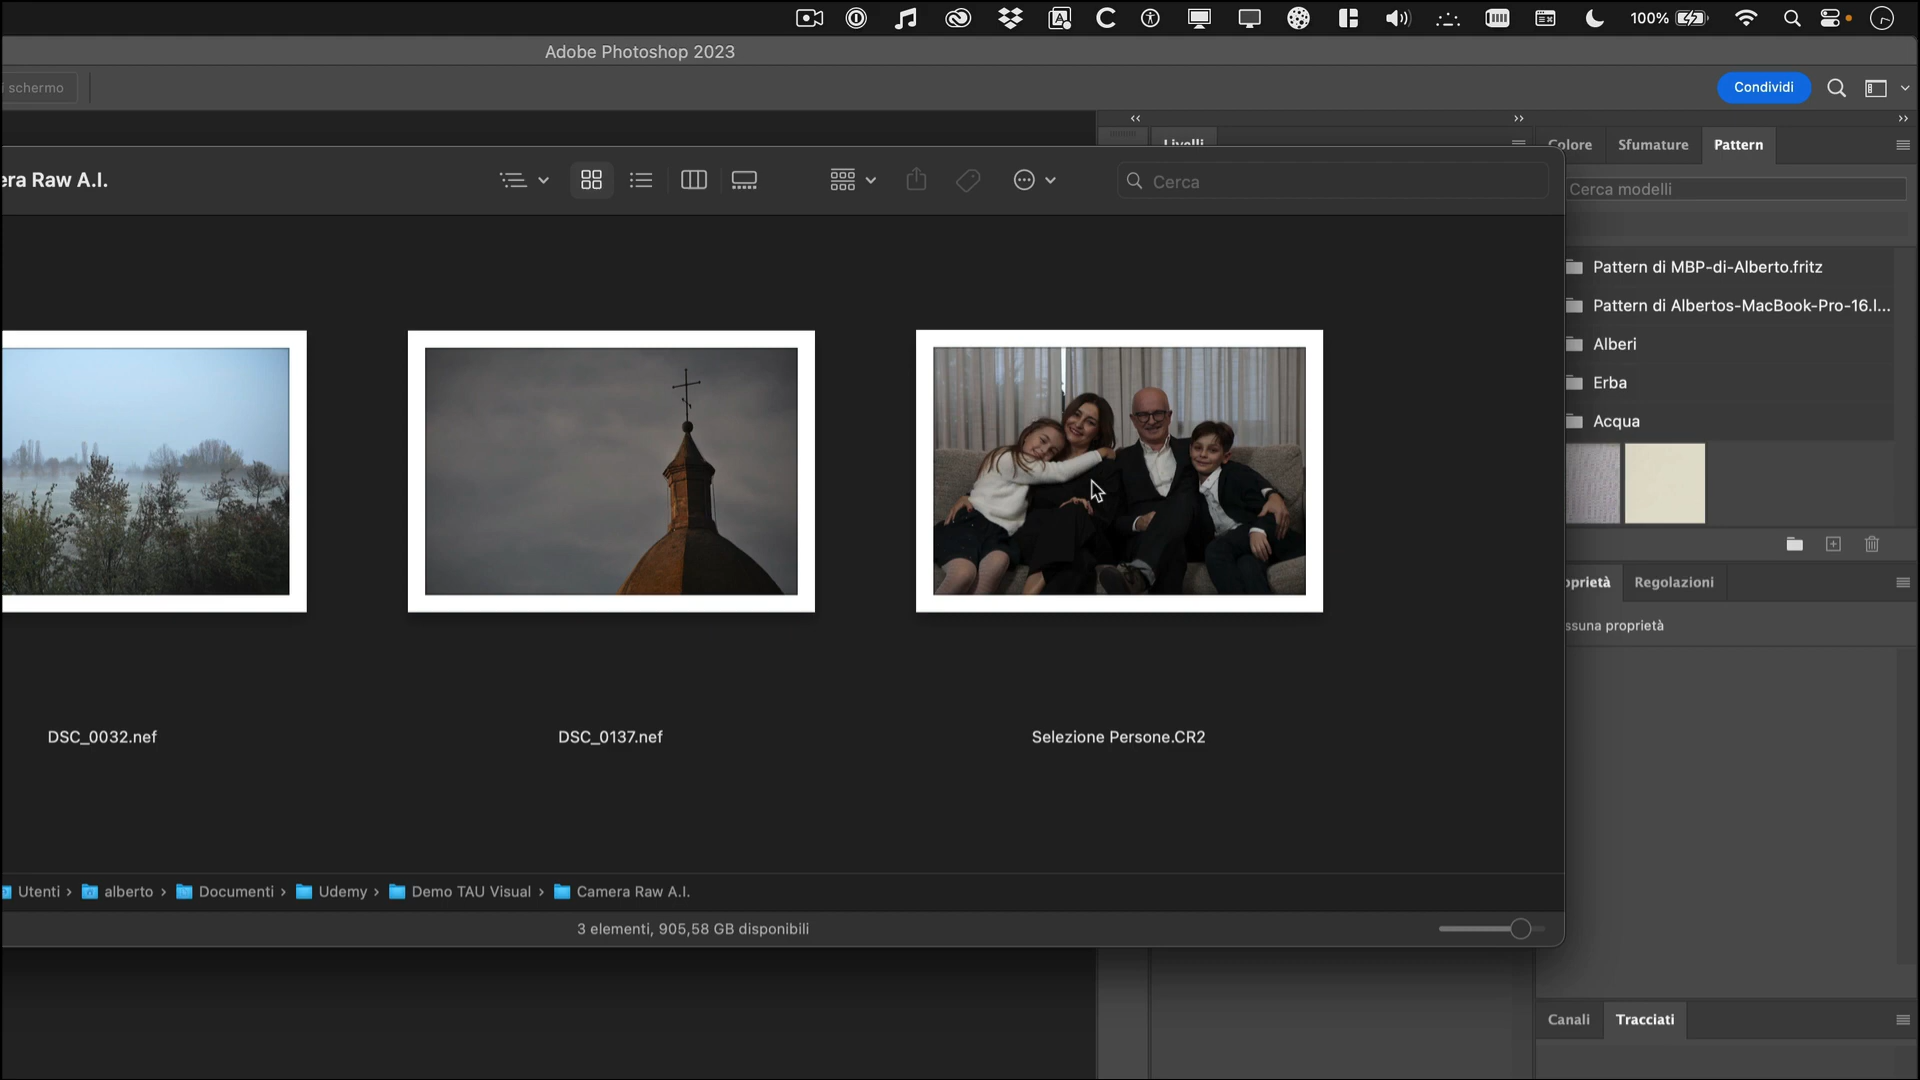 100%
Adobe Photoshop 2023
schermo
Condividi
Livelli
Colore
Sfumature
Pattern
era Raw A.I.
Cerca
Cerca modelli
Pattern di MBP-di-Alberto.fritz
Pattern di Albertos-MacBook-Pro-16.l...
Alberi
Erba
Acqua
oprietà
Regolazioni
ssuna proprietà
DSC_0032.nef
DSC_0137.nef
Selezione Persone.CR2
Utenti › alberto › Documenti › Udemy › Demo TAU Visual › Camera Raw A.I.
3 elementi, 905,58 GB disponibili
Canali
Tracciati